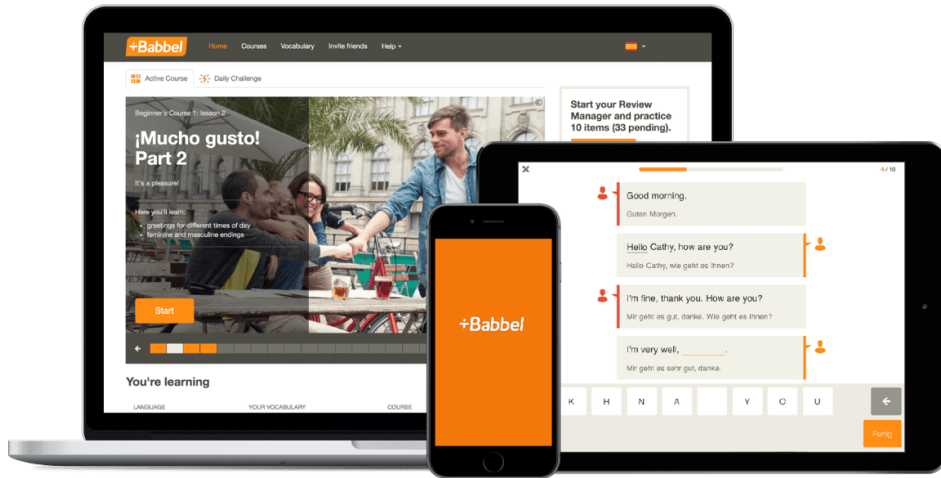 +Babbel
Home Courses Vocabulary Invite friends Help
Active Course Daily Challenge
©
Beginner's Course 1: lesson 2
¡Mucho gusto!
Part 2
It's a pleasure!
Here you'll learn:
greetings for different times of day
feminine and masculine endings
Start
Start your Review
Manager and practice
10 items (33 pending).
You're learning
LANGUAGE YOUR VOCABULARY COURSE
+Babbel
4 / 10
Good morning.
Guten Morgen.
Hello Cathy, how are you?
Hallo Cathy, wie geht es Ihnen?
I'm fine, thank you. How are you?
Mir geht es gut, danke. Wie geht es Ihnen?
I'm very well, ________.
Mir geht es sehr gut, danke.
K H N A Y O U
Fertig